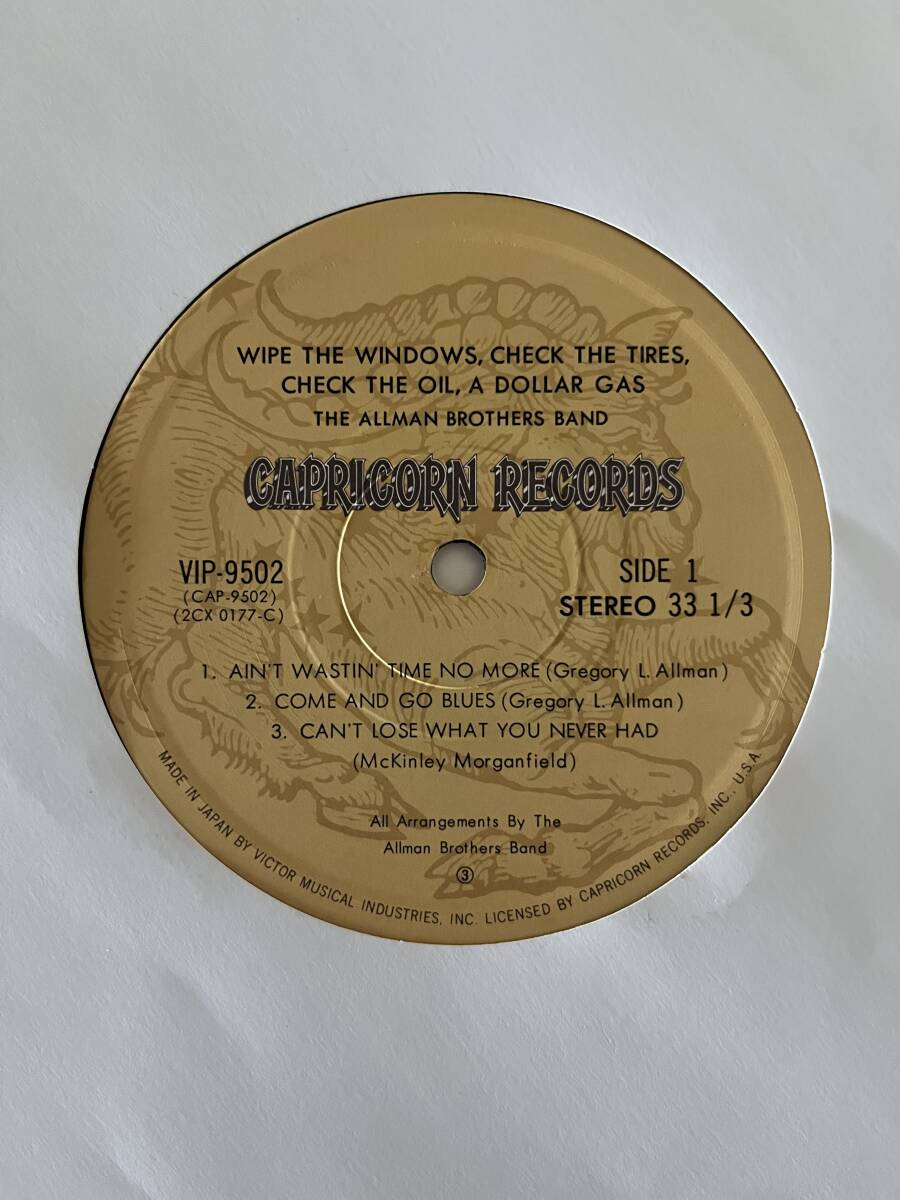 WIPE THE WINDOWS, CHECK THE TIRES,
CHECK THE OIL, A DOLLAR GAS
THE ALLMAN BROTHERS BAND
CAPRICORN RECORDS
VIP-9502
(CAP-9502)
(2CX 0177-C)
SIDE 1
STEREO 33 1/3
1. AIN'T WASTIN' TIME NO MORE (Gregory L. Allman)
2. COME AND GO BLUES (Gregory L. Allman)
3. CAN'T LOSE WHAT YOU NEVER HAD
(McKinley Morganfield)
All Arrangements By The
Allman Brothers Band
③
MADE IN JAPAN BY VICTOR MUSICAL INDUSTRIES, INC. LICENSED BY CAPRICORN RECORDS, INC., U.S.A.